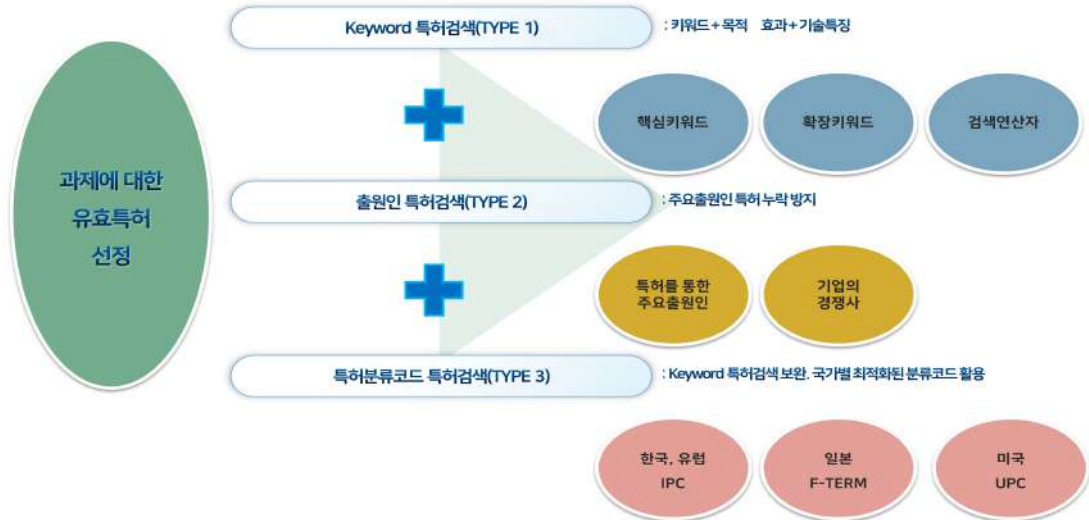 Keyword 특허검색(TYPE 1)
: 키워드 + 목적 효과 + 기술특징
핵심키워드
확장키워드
검색연산자
과제에 대한
유효특허
선정
출원인 특허검색(TYPE 2)
: 주요출원인 특허 누락 방지
특허를 통한
주요출원인
기업의
경쟁사
특허분류코드 특허검색(TYPE 3)
: Keyword 특허검색 보완. 국가별 최적화된 분류코드 활용
한국, 유럽
IPC
일본
F-TERM
미국
UPC